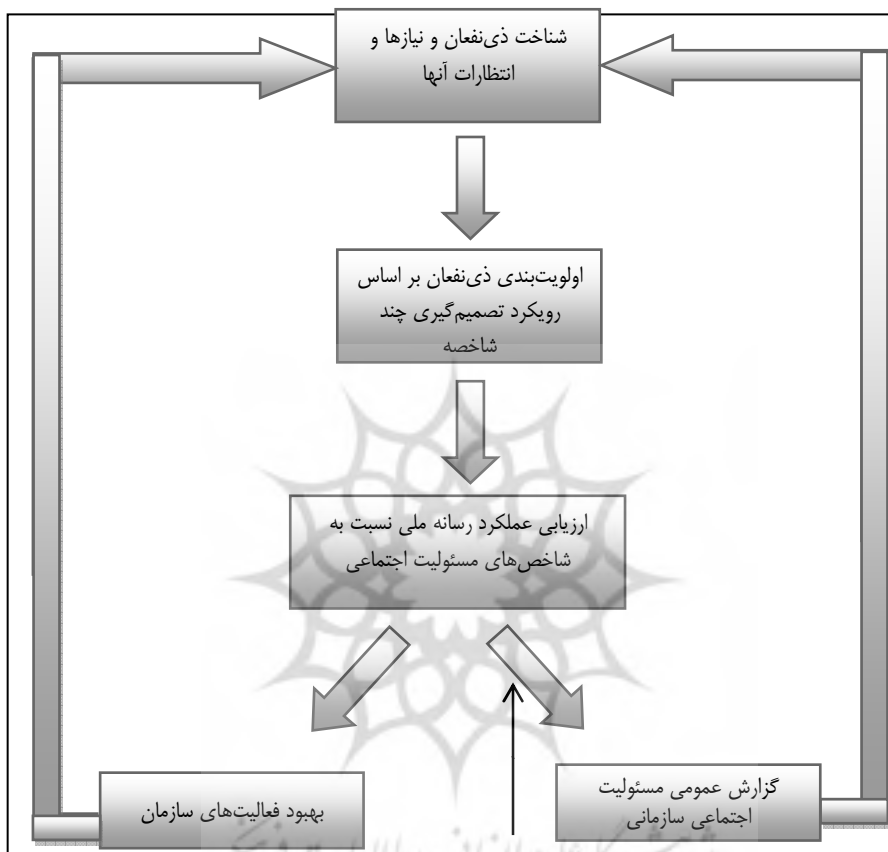 شناخت ذی‌نفعان و نیازها و
انتظارات آنها
اولویت‌بندی ذی‌نفعان بر اساس
رویکرد تصمیم‌گیری چند
شاخصه
ارزیابی عملکرد رسانه ملی نسبت به
شاخص‌های مسئولیت اجتماعی
گزارش عمومی مسئولیت
اجتماعی سازمانی
بهبود فعالیت‌های سازمان